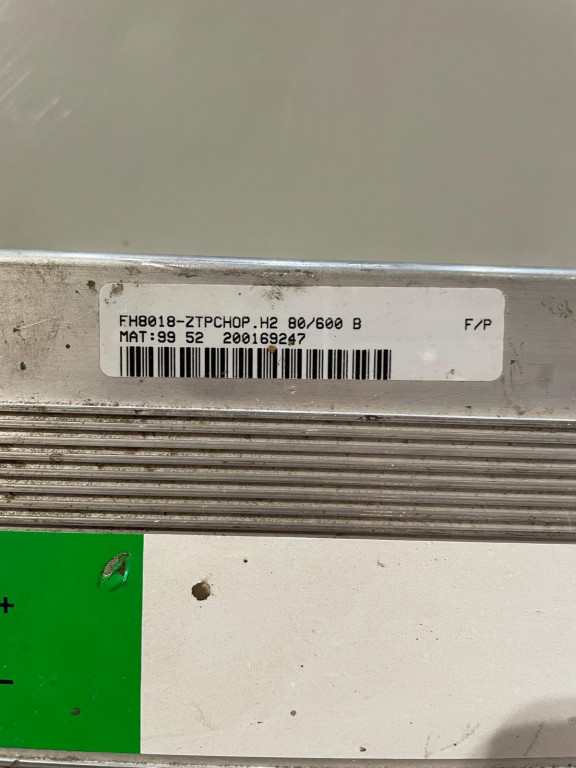 FH8018-ZTPCHOP.H2 80/600 B F/P
MAT:99 52 200169247
+
−